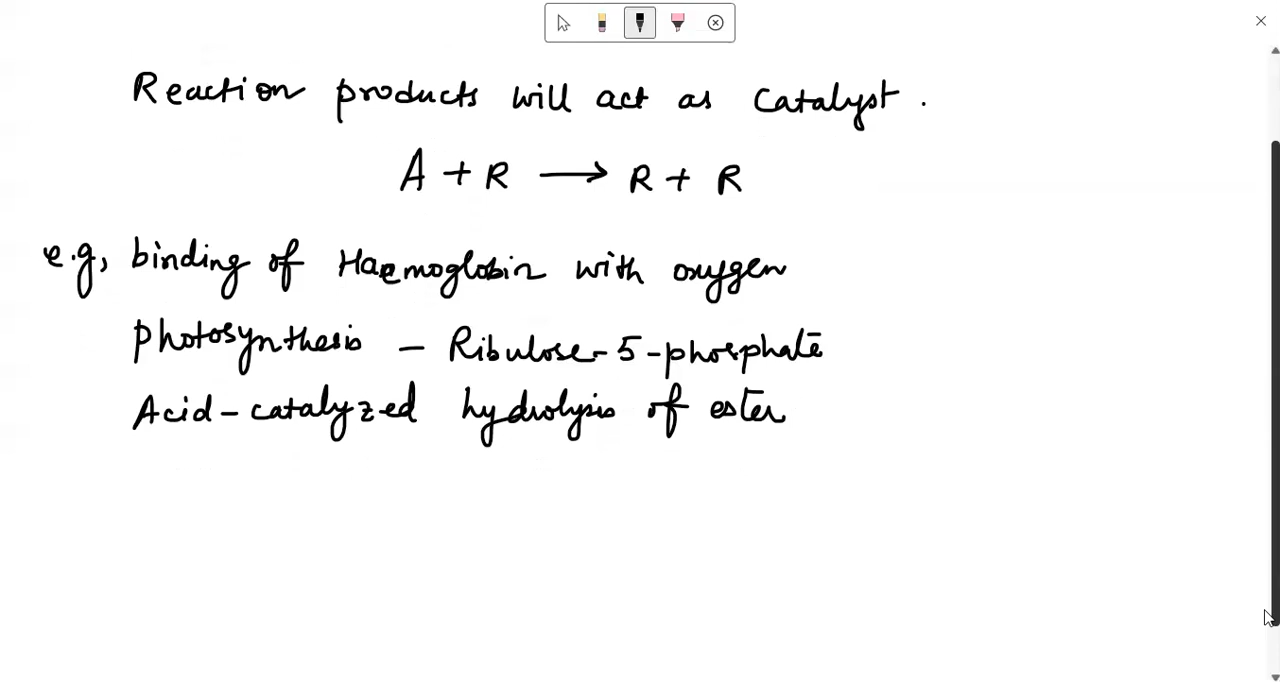 Reaction products will act as catalyst.
A + R ⟶ R + R
e.g, binding of Haemoglobin with oxygen
photosynthesis – Ribulose-5-phosphate
Acid-catalyzed hydrolysis of ester